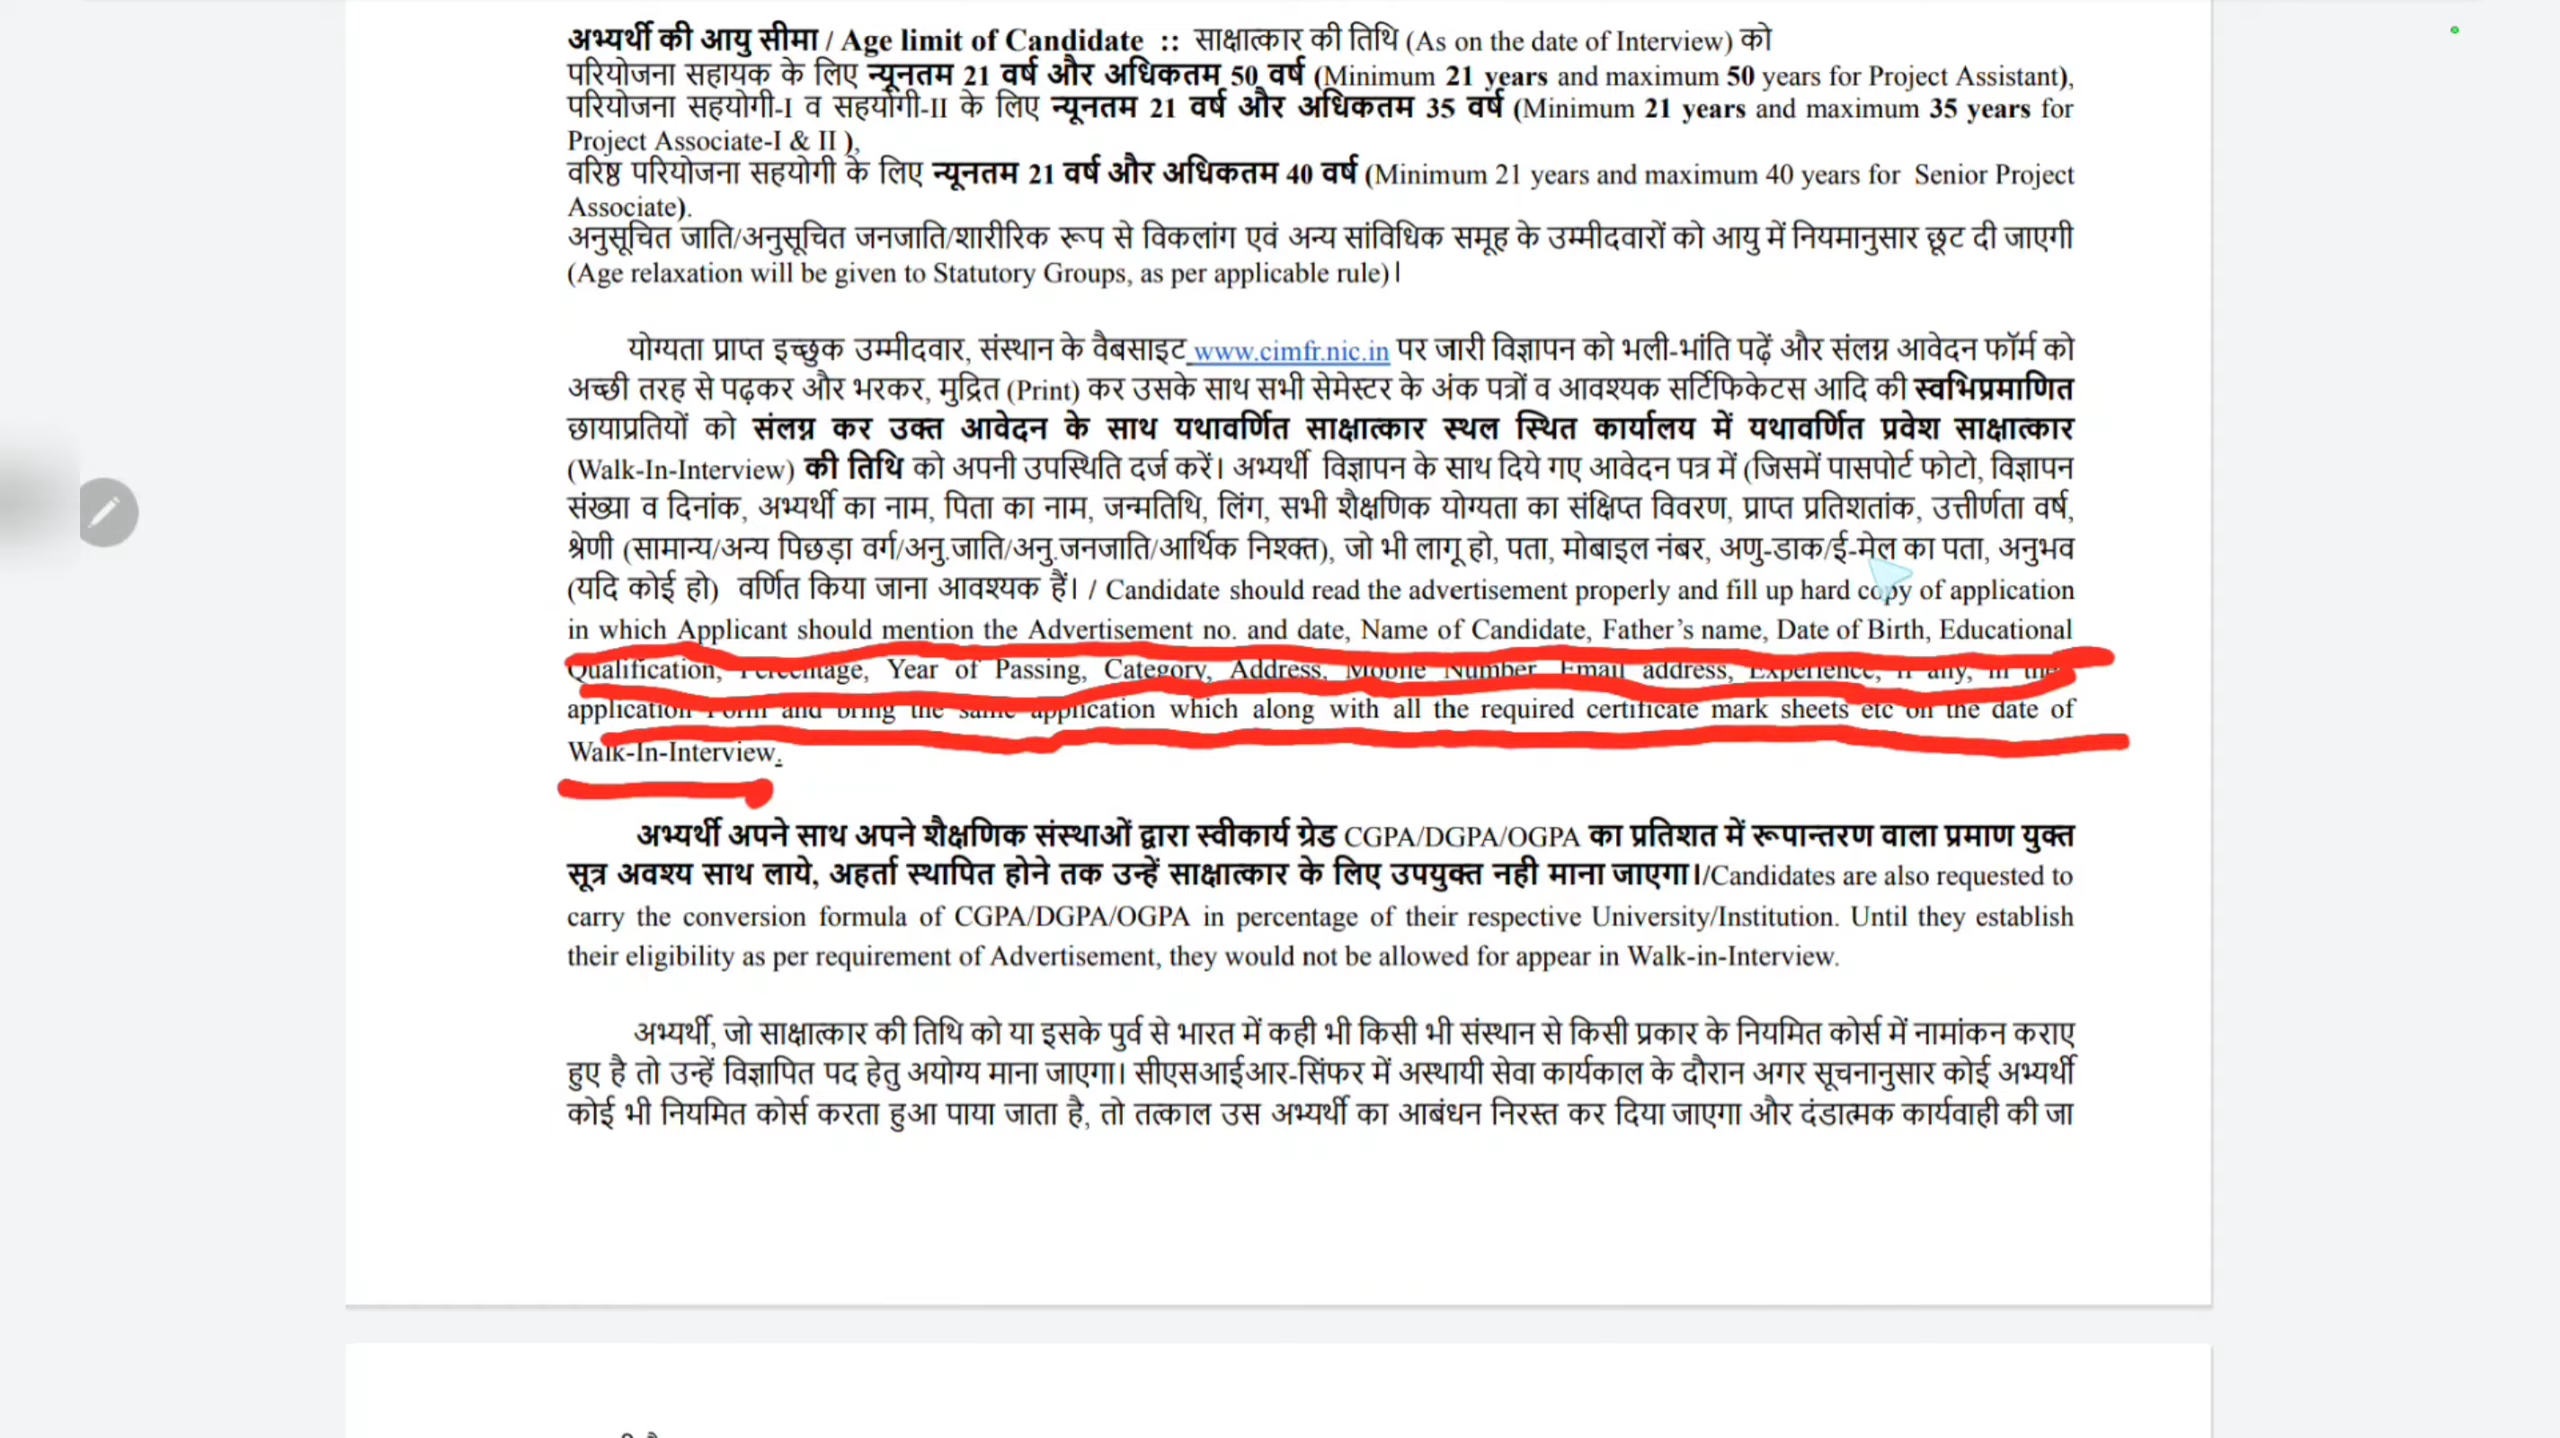 अभ्यर्थी की आयु सीमा / Age limit of Candidate :: साक्षात्कार की तिथि (As on the date of Interview) को
परियोजना सहायक के लिए न्यूनतम 21 वर्ष और अधिकतम 50 वर्ष (Minimum 21 years and maximum 50 years for Project Assistant),
परियोजना सहयोगी-I व सहयोगी-II के लिए न्यूनतम 21 वर्ष और अधिकतम 35 वर्ष (Minimum 21 years and maximum 35 years for
Project Associate-I & II ),
वरिष्ठ परियोजना सहयोगी के लिए न्यूनतम 21 वर्ष और अधिकतम 40 वर्ष (Minimum 21 years and maximum 40 years for Senior Project
Associate).
अनुसूचित जाति/अनुसूचित जनजाति/शारीरिक रूप से विकलांग एवं अन्य सांविधिक समूह के उम्मीदवारों को आयु में नियमानुसार छूट दी जाएगी
(Age relaxation will be given to Statutory Groups, as per applicable rule)।
योग्यता प्राप्त इच्छुक उम्मीदवार, संस्थान के वैबसाइट www.cimfr.nic.in पर जारी विज्ञापन को भली-भांति पढ़ें और संलग्न आवेदन फॉर्म को
अच्छी तरह से पढ़कर और भरकर, मुद्रित (Print) कर उसके साथ सभी सेमेस्टर के अंक पत्रों व आवश्यक सर्टिफिकेटस आदि की स्वभिप्रमाणित
छायाप्रतियों को संलग्न कर उक्त आवेदन के साथ यथावर्णित साक्षात्कार स्थल स्थित कार्यालय में यथावर्णित प्रवेश साक्षात्कार
(Walk-In-Interview) की तिथि को अपनी उपस्थिति दर्ज करें। अभ्यर्थी विज्ञापन के साथ दिये गए आवेदन पत्र में (जिसमें पासपोर्ट फोटो, विज्ञापन
संख्या व दिनांक, अभ्यर्थी का नाम, पिता का नाम, जन्मतिथि, लिंग, सभी शैक्षणिक योग्यता का संक्षिप्त विवरण, प्राप्त प्रतिशतांक, उत्तीर्णता वर्ष,
श्रेणी (सामान्य/अन्य पिछड़ा वर्ग/अनु.जाति/अनु.जनजाति/आर्थिक निश्क्त), जो भी लागू हो, पता, मोबाइल नंबर, अणु-डाक/ई-मेल का पता, अनुभव
(यदि कोई हो) वर्णित किया जाना आवश्यक हैं। / Candidate should read the advertisement properly and fill up hard copy of application
in which Applicant should mention the Advertisement no. and date, Name of Candidate, Father's name, Date of Birth, Educational
Qualification, Percentage, Year of Passing, Category, Address, Mobile Number Email address, Experience, if any, in the
application Form and bring the same application which along with all the required certificate mark sheets etc on the date of
Walk-In-Interview.
अभ्यर्थी अपने साथ अपने शैक्षणिक संस्थाओं द्वारा स्वीकार्य ग्रेड CGPA/DGPA/OGPA का प्रतिशत में रूपान्तरण वाला प्रमाण युक्त
सूत्र अवश्य साथ लाये, अहर्ता स्थापित होने तक उन्हें साक्षात्कार के लिए उपयुक्त नही माना जाएगा।/Candidates are also requested to
carry the conversion formula of CGPA/DGPA/OGPA in percentage of their respective University/Institution. Until they establish
their eligibility as per requirement of Advertisement, they would not be allowed for appear in Walk-in-Interview.
अभ्यर्थी, जो साक्षात्कार की तिथि को या इसके पुर्व से भारत में कही भी किसी भी संस्थान से किसी प्रकार के नियमित कोर्स में नामांकन कराए
हुए है तो उन्हें विज्ञापित पद हेतु अयोग्य माना जाएगा। सीएसआईआर-सिंफर में अस्थायी सेवा कार्यकाल के दौरान अगर सूचनानुसार कोई अभ्यर्थी
कोई भी नियमित कोर्स करता हुआ पाया जाता है, तो तत्काल उस अभ्यर्थी का आबंधन निरस्त कर दिया जाएगा और दंडात्मक कार्यवाही की जा